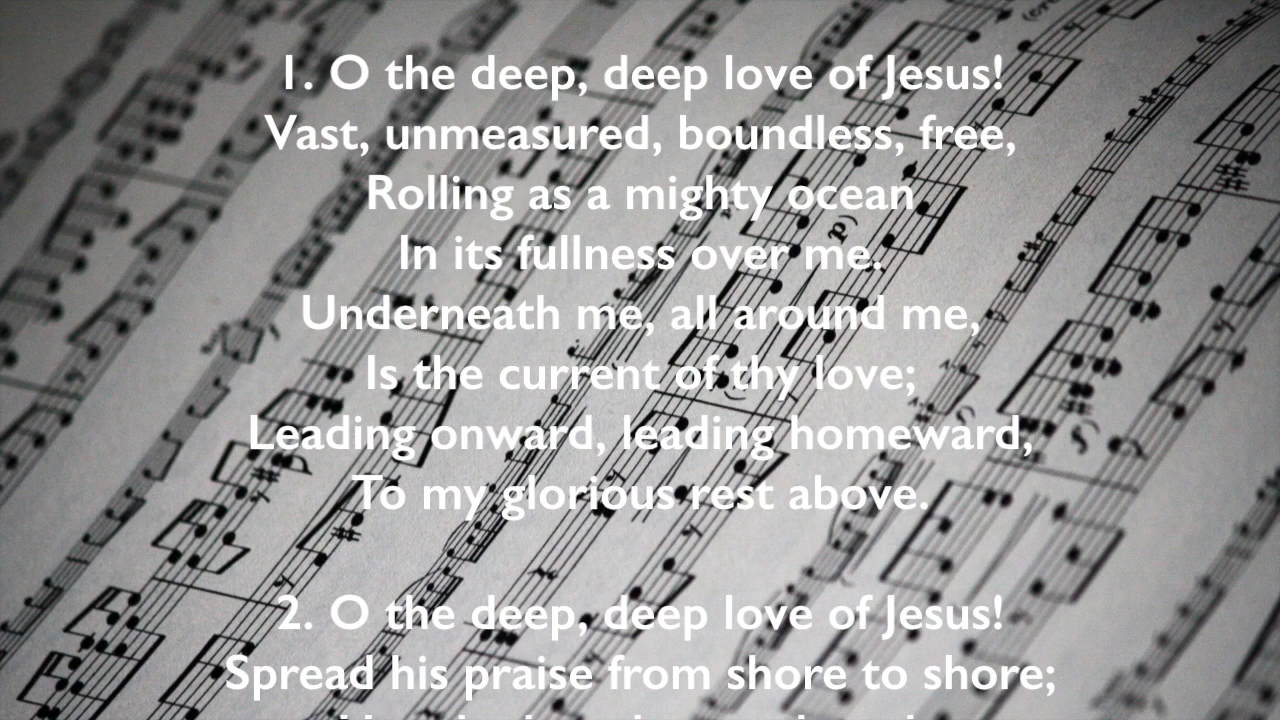 1. O the deep, deep love of Jesus!
Vast, unmeasured, boundless, free,
Rolling as a mighty ocean
In its fullness over me.
Underneath me, all around me,
Is the current of thy love;
Leading onward, leading homeward,
To my glorious rest above.
2. O the deep, deep love of Jesus!
Spread his praise from shore to shore;